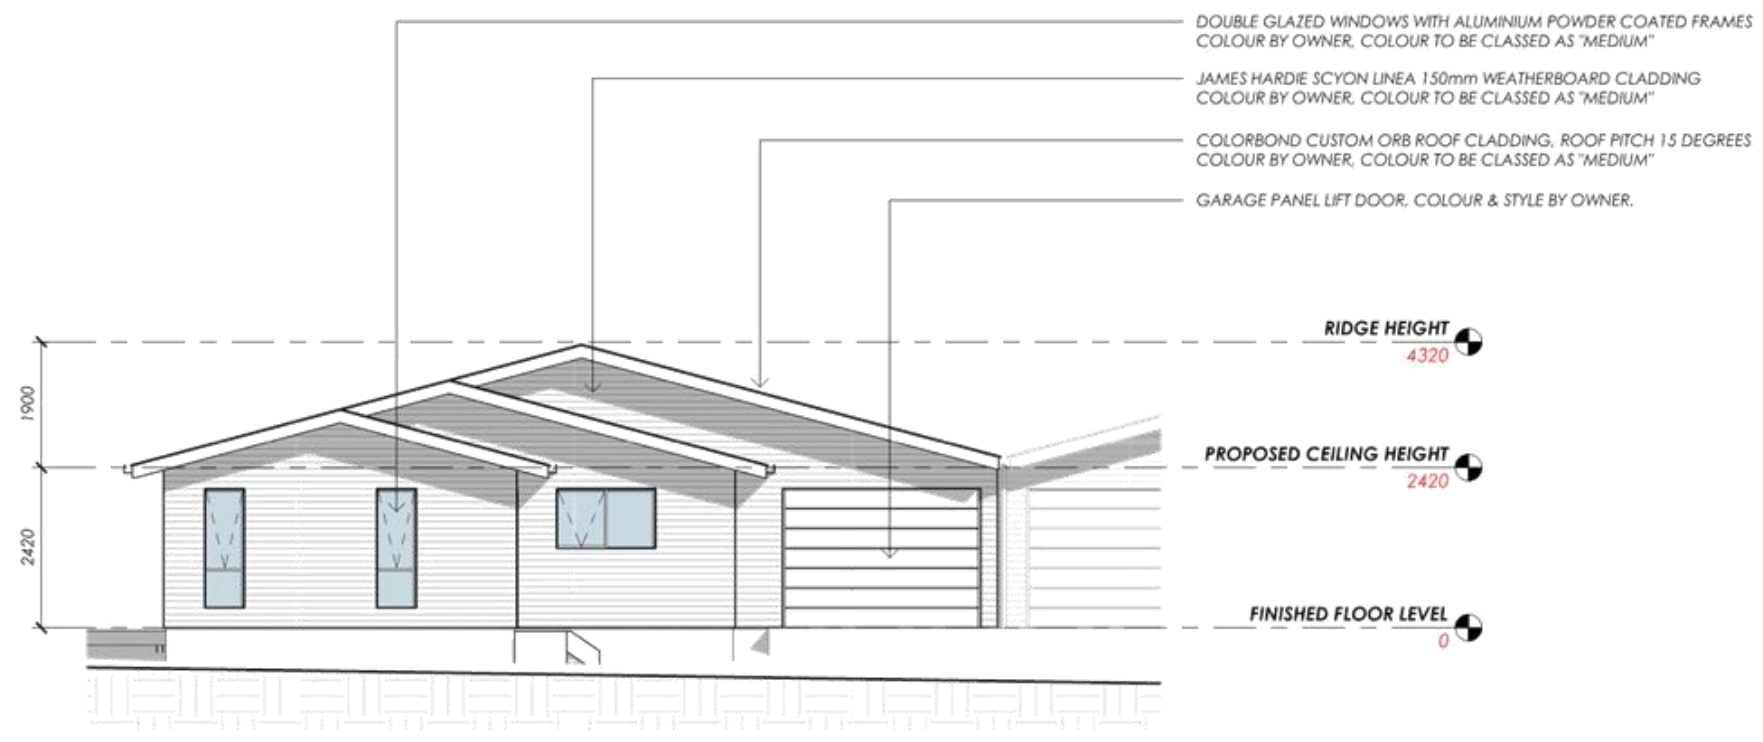 DOUBLE GLAZED WINDOWS WITH ALUMINIUM POWDER COATED FRAMES
COLOUR BY OWNER, COLOUR TO BE CLASSED AS "MEDIUM"
JAMES HARDIE SCYON LINEA 150mm WEATHERBOARD CLADDING
COLOUR BY OWNER, COLOUR TO BE CLASSED AS "MEDIUM"
COLORBOND CUSTOM ORB ROOF CLADDING, ROOF PITCH 15 DEGREES
COLOUR BY OWNER, COLOUR TO BE CLASSED AS "MEDIUM"
GARAGE PANEL LIFT DOOR, COLOUR & STYLE BY OWNER.
RIDGE HEIGHT
4320
1900
PROPOSED CEILING HEIGHT
2420
2420
FINISHED FLOOR LEVEL
0